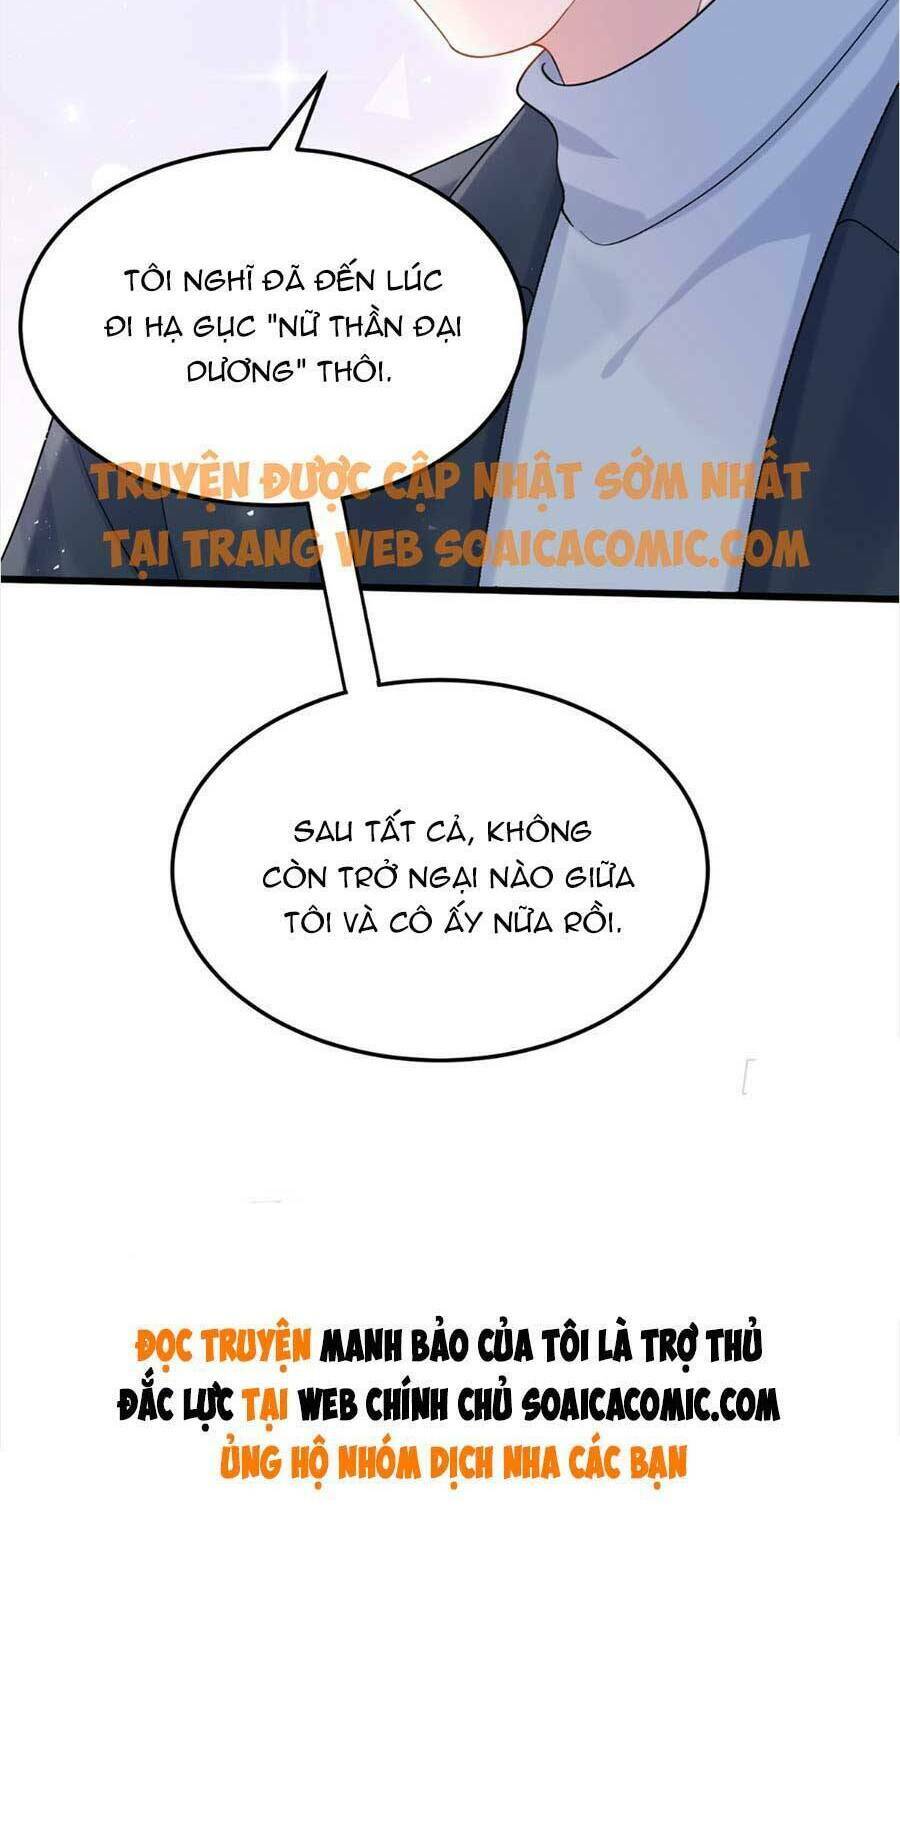 TÔI NGHĨ ĐÃ ĐẾN LÚC
ĐI HẠ GỤC "NỮ THẦN ĐẠI
DƯƠNG" THÔI.
TRUYỆN ĐƯỢC CẬP NHẬT SỚM NHẤT
TẠI TRANG WEB SOAICACOMIC.COM
SAU TẤT CẢ, KHÔNG
CÒN TRỞ NGẠI NÀO GIỮA
TÔI VÀ CÔ ẤY NỮA RỒI.
ĐỌC TRUYỆN MANH BẢO CỦA TÔI LÀ TRỢ THỦ
ĐẮC LỰC TẠI WEB CHÍNH CHỦ SOAICACOMIC.COM
ỦNG HỘ NHÓM DỊCH NHA CÁC BẠN